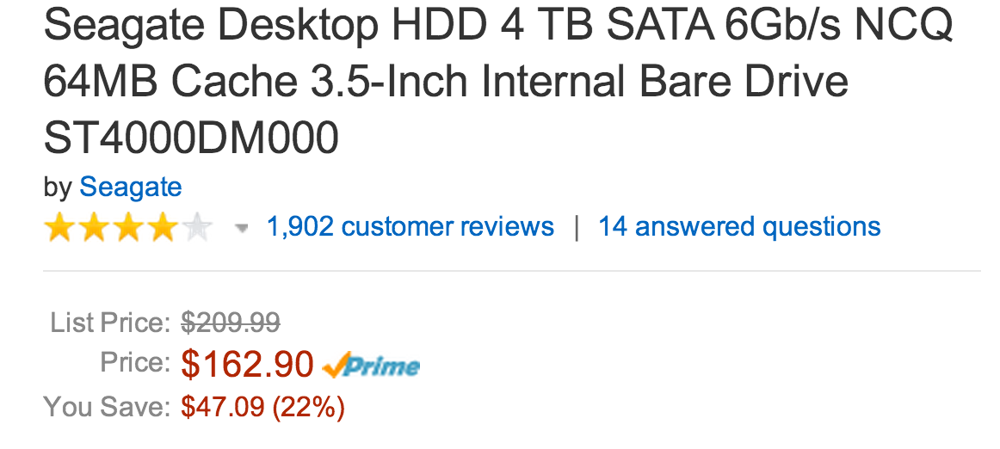 Seagate Desktop HDD 4 TB SATA 6Gb/s NCQ
64MB Cache 3.5-Inch Internal Bare Drive
ST4000DM000
by Seagate
1,902 customer reviews | 14 answered questions
List Price: $209.99
Price: $162.90 Prime
You Save: $47.09 (22%)